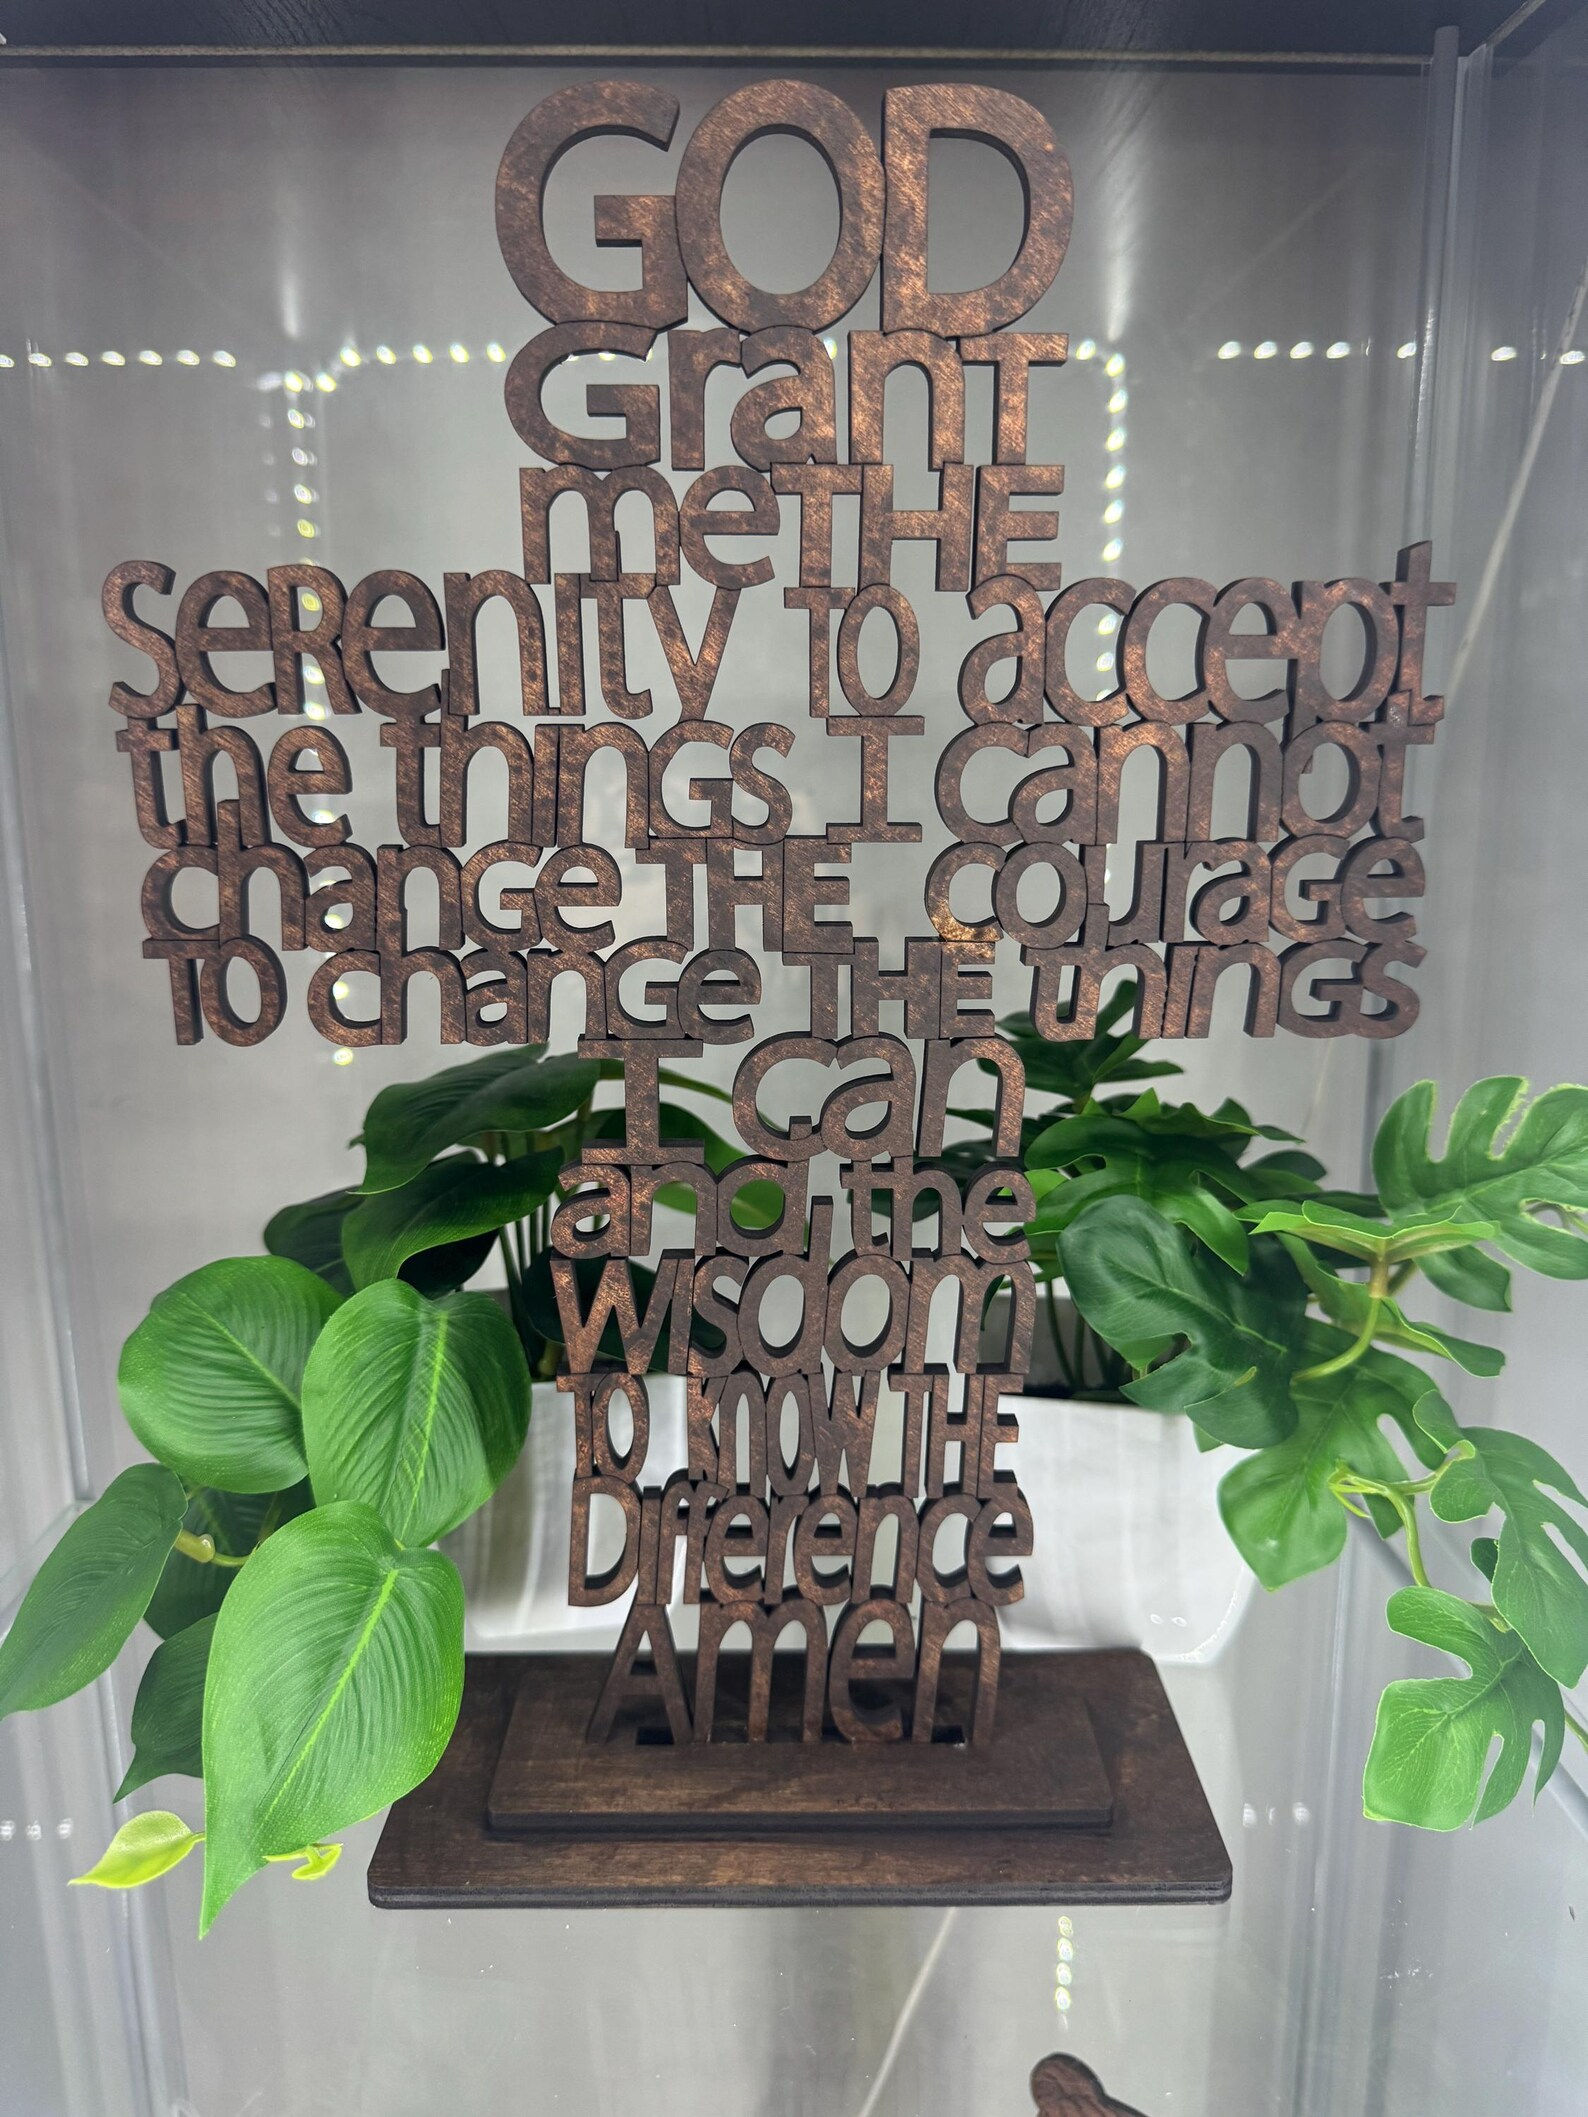 GOD
Grant
me THE
seRenity to accept
the thinGs I cannot
chanGe THE couraGe
TO chanGe THE thinGs
I can
and the
wisdom
TO KNOW THE
Difference
Amen